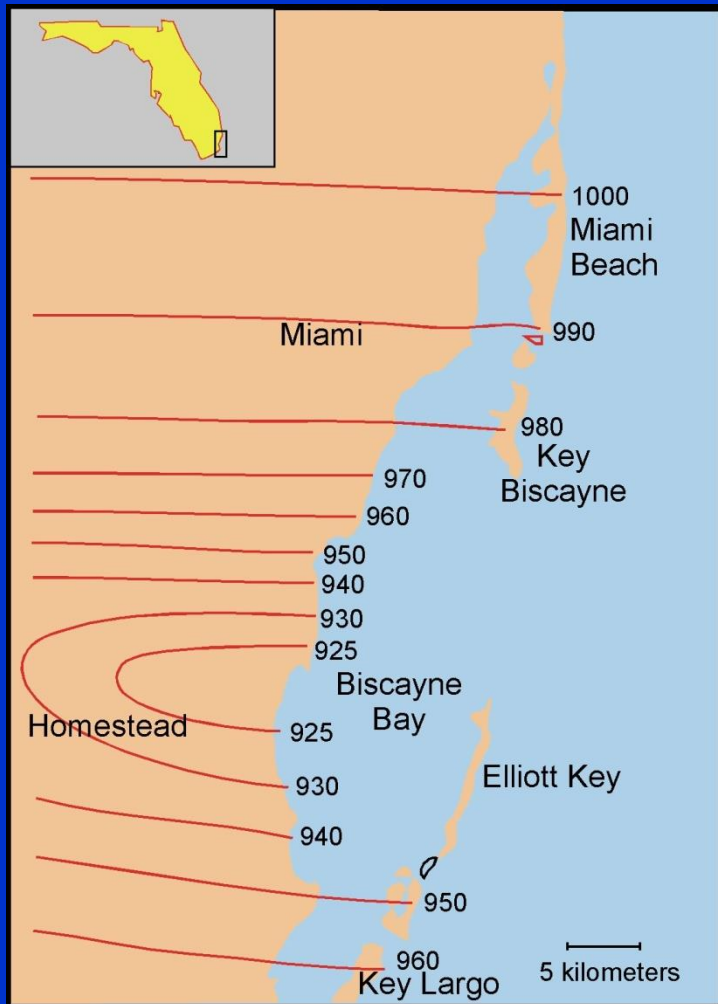 1000
Miami
Beach
990
Miami
980
Key
Biscayne
970
960
950
940
930
925
Biscayne
Bay
Homestead
925
Elliott Key
930
940
950
960
Key Largo
5 kilometers